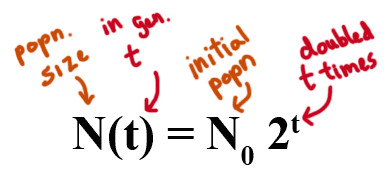 popn.
size
in gen.
t
initial
popn
doubled
t times
N(t) = N₀ 2ᵗ